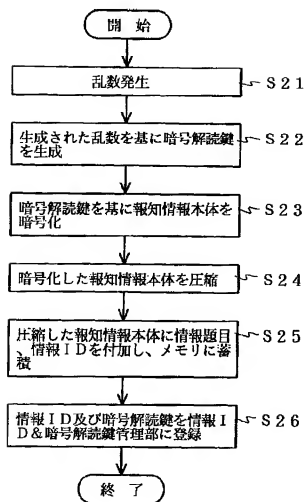 開 始
乱数発生
S21
生成された乱数を基に暗号解読鍵
を生成
S22
暗号解読鍵を基に報知情報本体を
暗号化
S23
暗号化した報知情報本体を圧縮
S24
圧縮した報知情報本体に情報題目
、情報IDを付加し、メモリに蓄
積
S25
情報ID及び暗号解読鍵を情報I
D&暗号解読鍵管理部に登録
S26
終 了